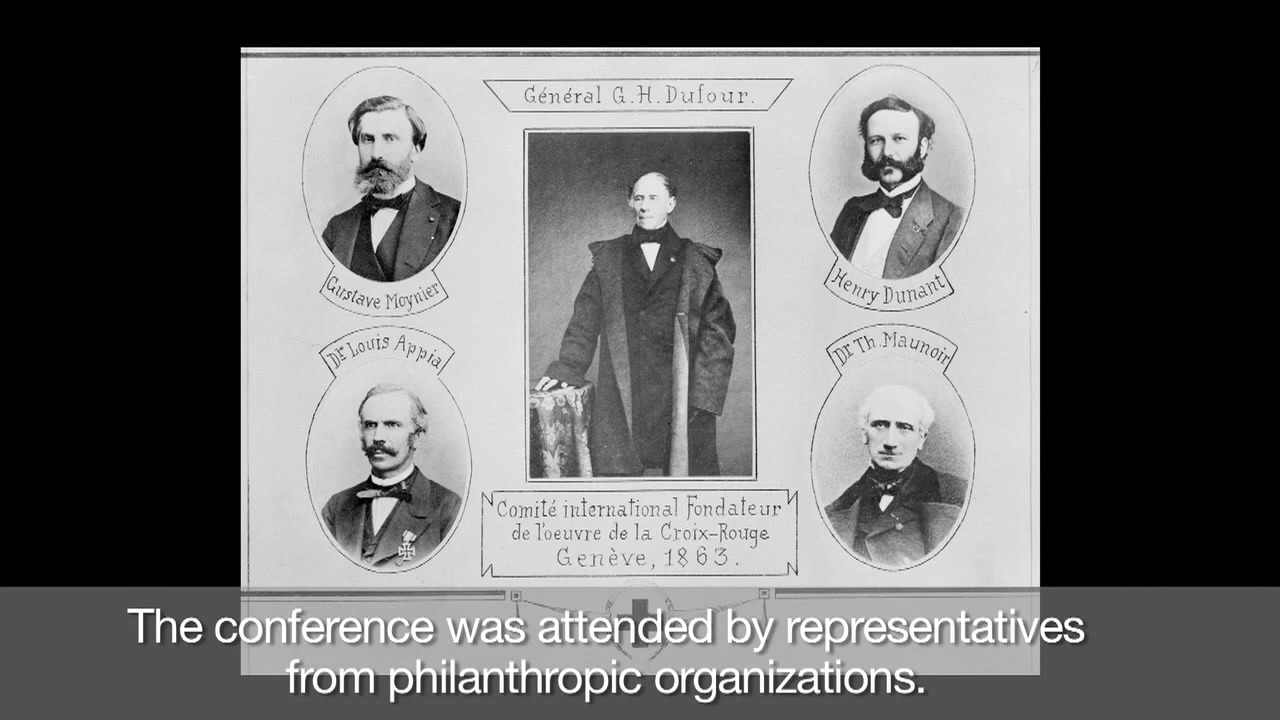 Général G. H. Dufour.
Gustave Moynier
Henry Dunant
Dr Louis Appia
Dr Th. Maunoir
Comité international Fondateur
de l'oeuvre de la Croix-Rouge
Genève, 1863.
The conference was attended by representatives
from philanthropic organizations.